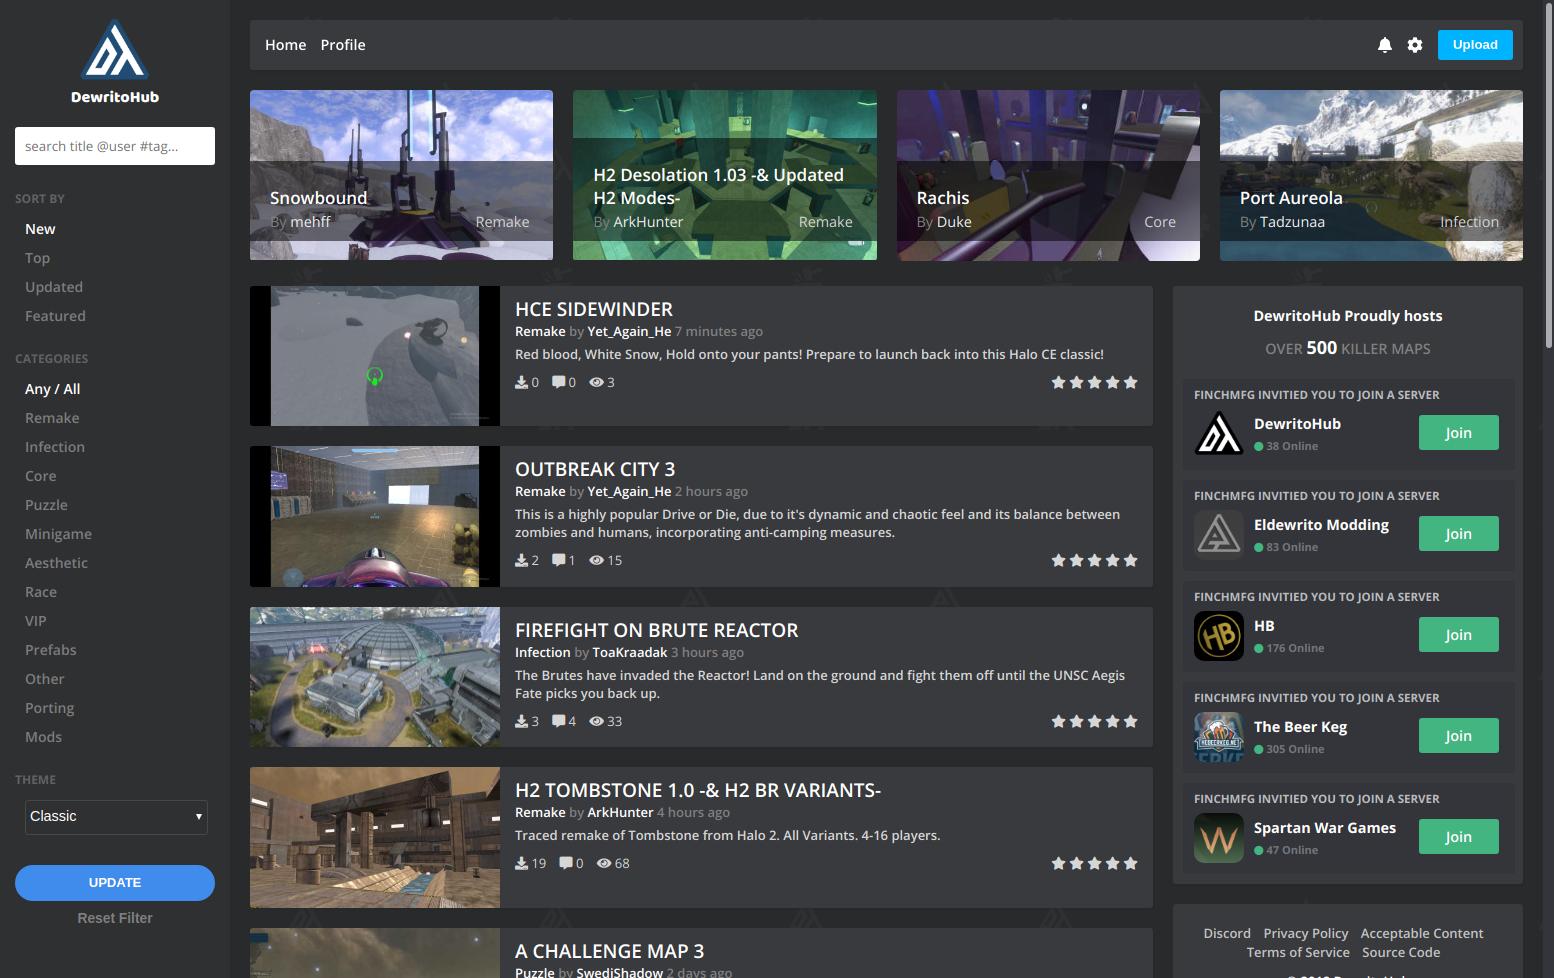 DewritoHub
search title @user #tag...
SORT BY
New
Top
Updated
Featured
CATEGORIES
Any / All
Remake
Infection
Core
Puzzle
Minigame
Aesthetic
Race
VIP
Prefabs
Other
Porting
Mods
THEME
Classic
UPDATE
Reset Filter
Home Profile
Upload
Snowbound
By mehff Remake
H2 Desolation 1.03 -& Updated
H2 Modes-
By ArkHunter Remake
Rachis
By Duke Core
Port Aureola
By Tadzunaa Infection
HCE SIDEWINDER
Remake by Yet_Again_He 7 minutes ago
Red blood, White Snow, Hold onto your pants! Prepare to launch back into this Halo CE classic!
0 0 3
OUTBREAK CITY 3
Remake by Yet_Again_He 2 hours ago
This is a highly popular Drive or Die, due to it's dynamic and chaotic feel and its balance between
zombies and humans, incorporating anti-camping measures.
2 1 15
FIREFIGHT ON BRUTE REACTOR
Infection by ToaKraadak 3 hours ago
The Brutes have invaded the Reactor! Land on the ground and fight them off until the UNSC Aegis
Fate picks you back up.
3 4 33
H2 TOMBSTONE 1.0 -& H2 BR VARIANTS-
Remake by ArkHunter 4 hours ago
Traced remake of Tombstone from Halo 2. All Variants. 4-16 players.
19 0 68
A CHALLENGE MAP 3
Puzzle by SwediShadow 2 days ago
DewritoHub Proudly hosts
OVER 500 KILLER MAPS
FINCHMFG INVITIED YOU TO JOIN A SERVER
DewritoHub
38 Online
Join
FINCHMFG INVITIED YOU TO JOIN A SERVER
Eldewrito Modding
83 Online
Join
FINCHMFG INVITIED YOU TO JOIN A SERVER
HB
HB
176 Online
Join
FINCHMFG INVITIED YOU TO JOIN A SERVER
The Beer Keg
305 Online
Join
FINCHMFG INVITIED YOU TO JOIN A SERVER
Spartan War Games
47 Online
Join
Discord Privacy Policy Acceptable Content
Terms of Service Source Code